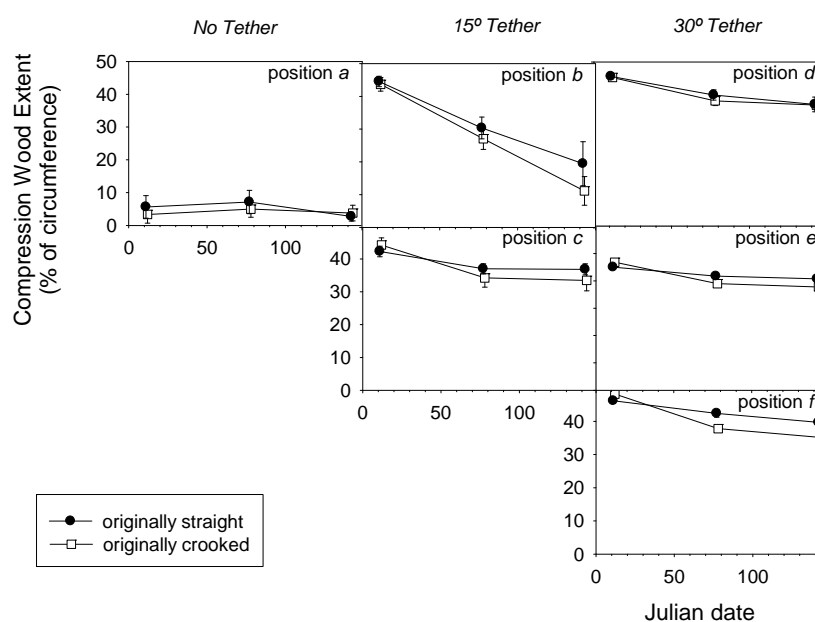 No Tether
15º Tether
30º Tether
Compression Wood Extent
(% of circumference)
50
40
30
20
10
0
position a
position b
position d
0
50
100
position c
position e
40
30
20
10
0
0
50
100
position f
40
30
20
10
0
0
50
100
originally straight
originally crooked
Julian date